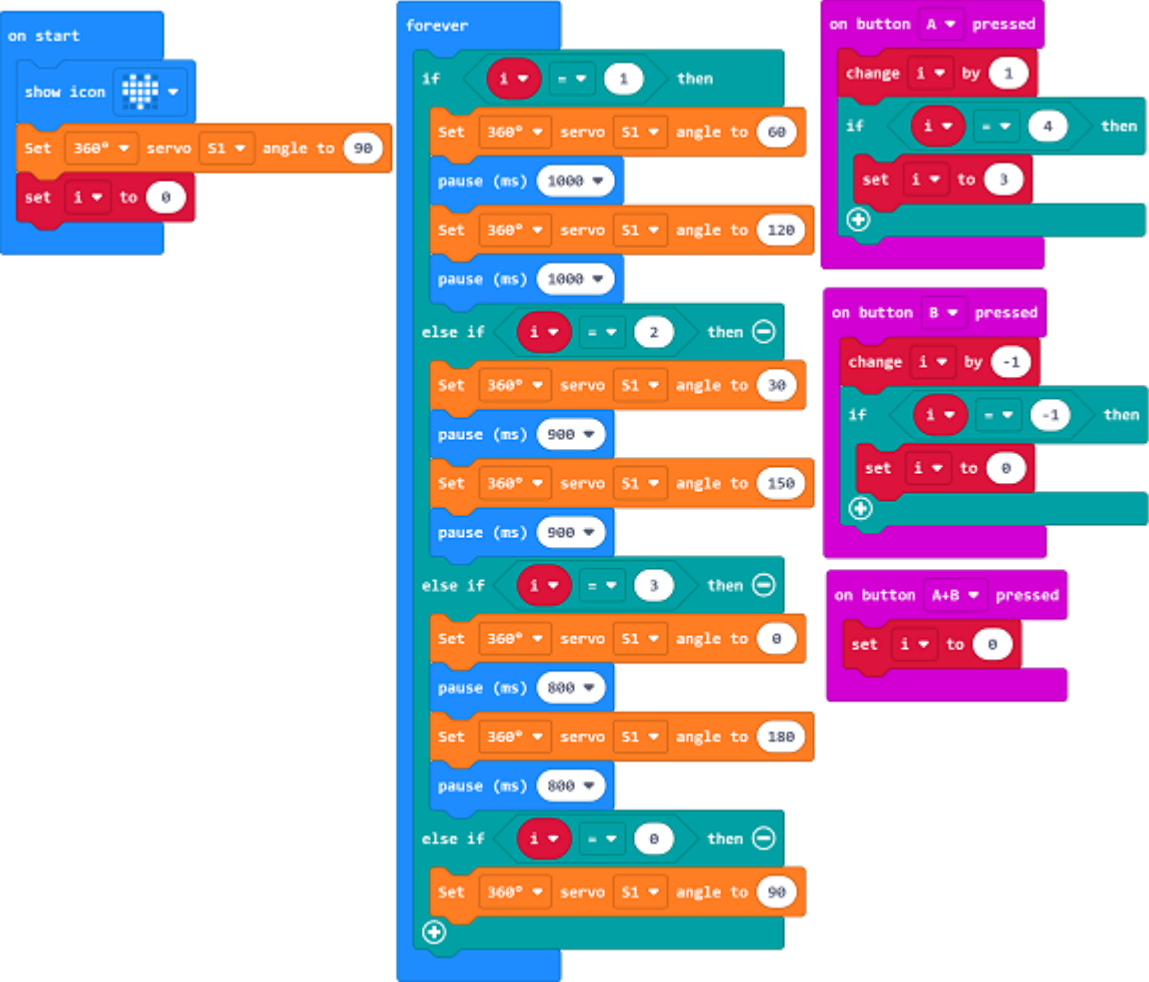 on start
show icon
Set 360° servo S1 angle to 90
set i to 0
forever
if i = 1 then
Set 360° servo S1 angle to 60
pause (ms) 1000
Set 360° servo S1 angle to 120
pause (ms) 1000
else if i = 2 then
Set 360° servo S1 angle to 30
pause (ms) 900
Set 360° servo S1 angle to 150
pause (ms) 900
else if i = 3 then
Set 360° servo S1 angle to 0
pause (ms) 800
Set 360° servo S1 angle to 180
pause (ms) 800
else if i = 0 then
Set 360° servo S1 angle to 90
on button A pressed
change i by 1
if i = 4 then
set i to 3
on button B pressed
change i by -1
if i = -1 then
set i to 0
on button A+B pressed
set i to 0